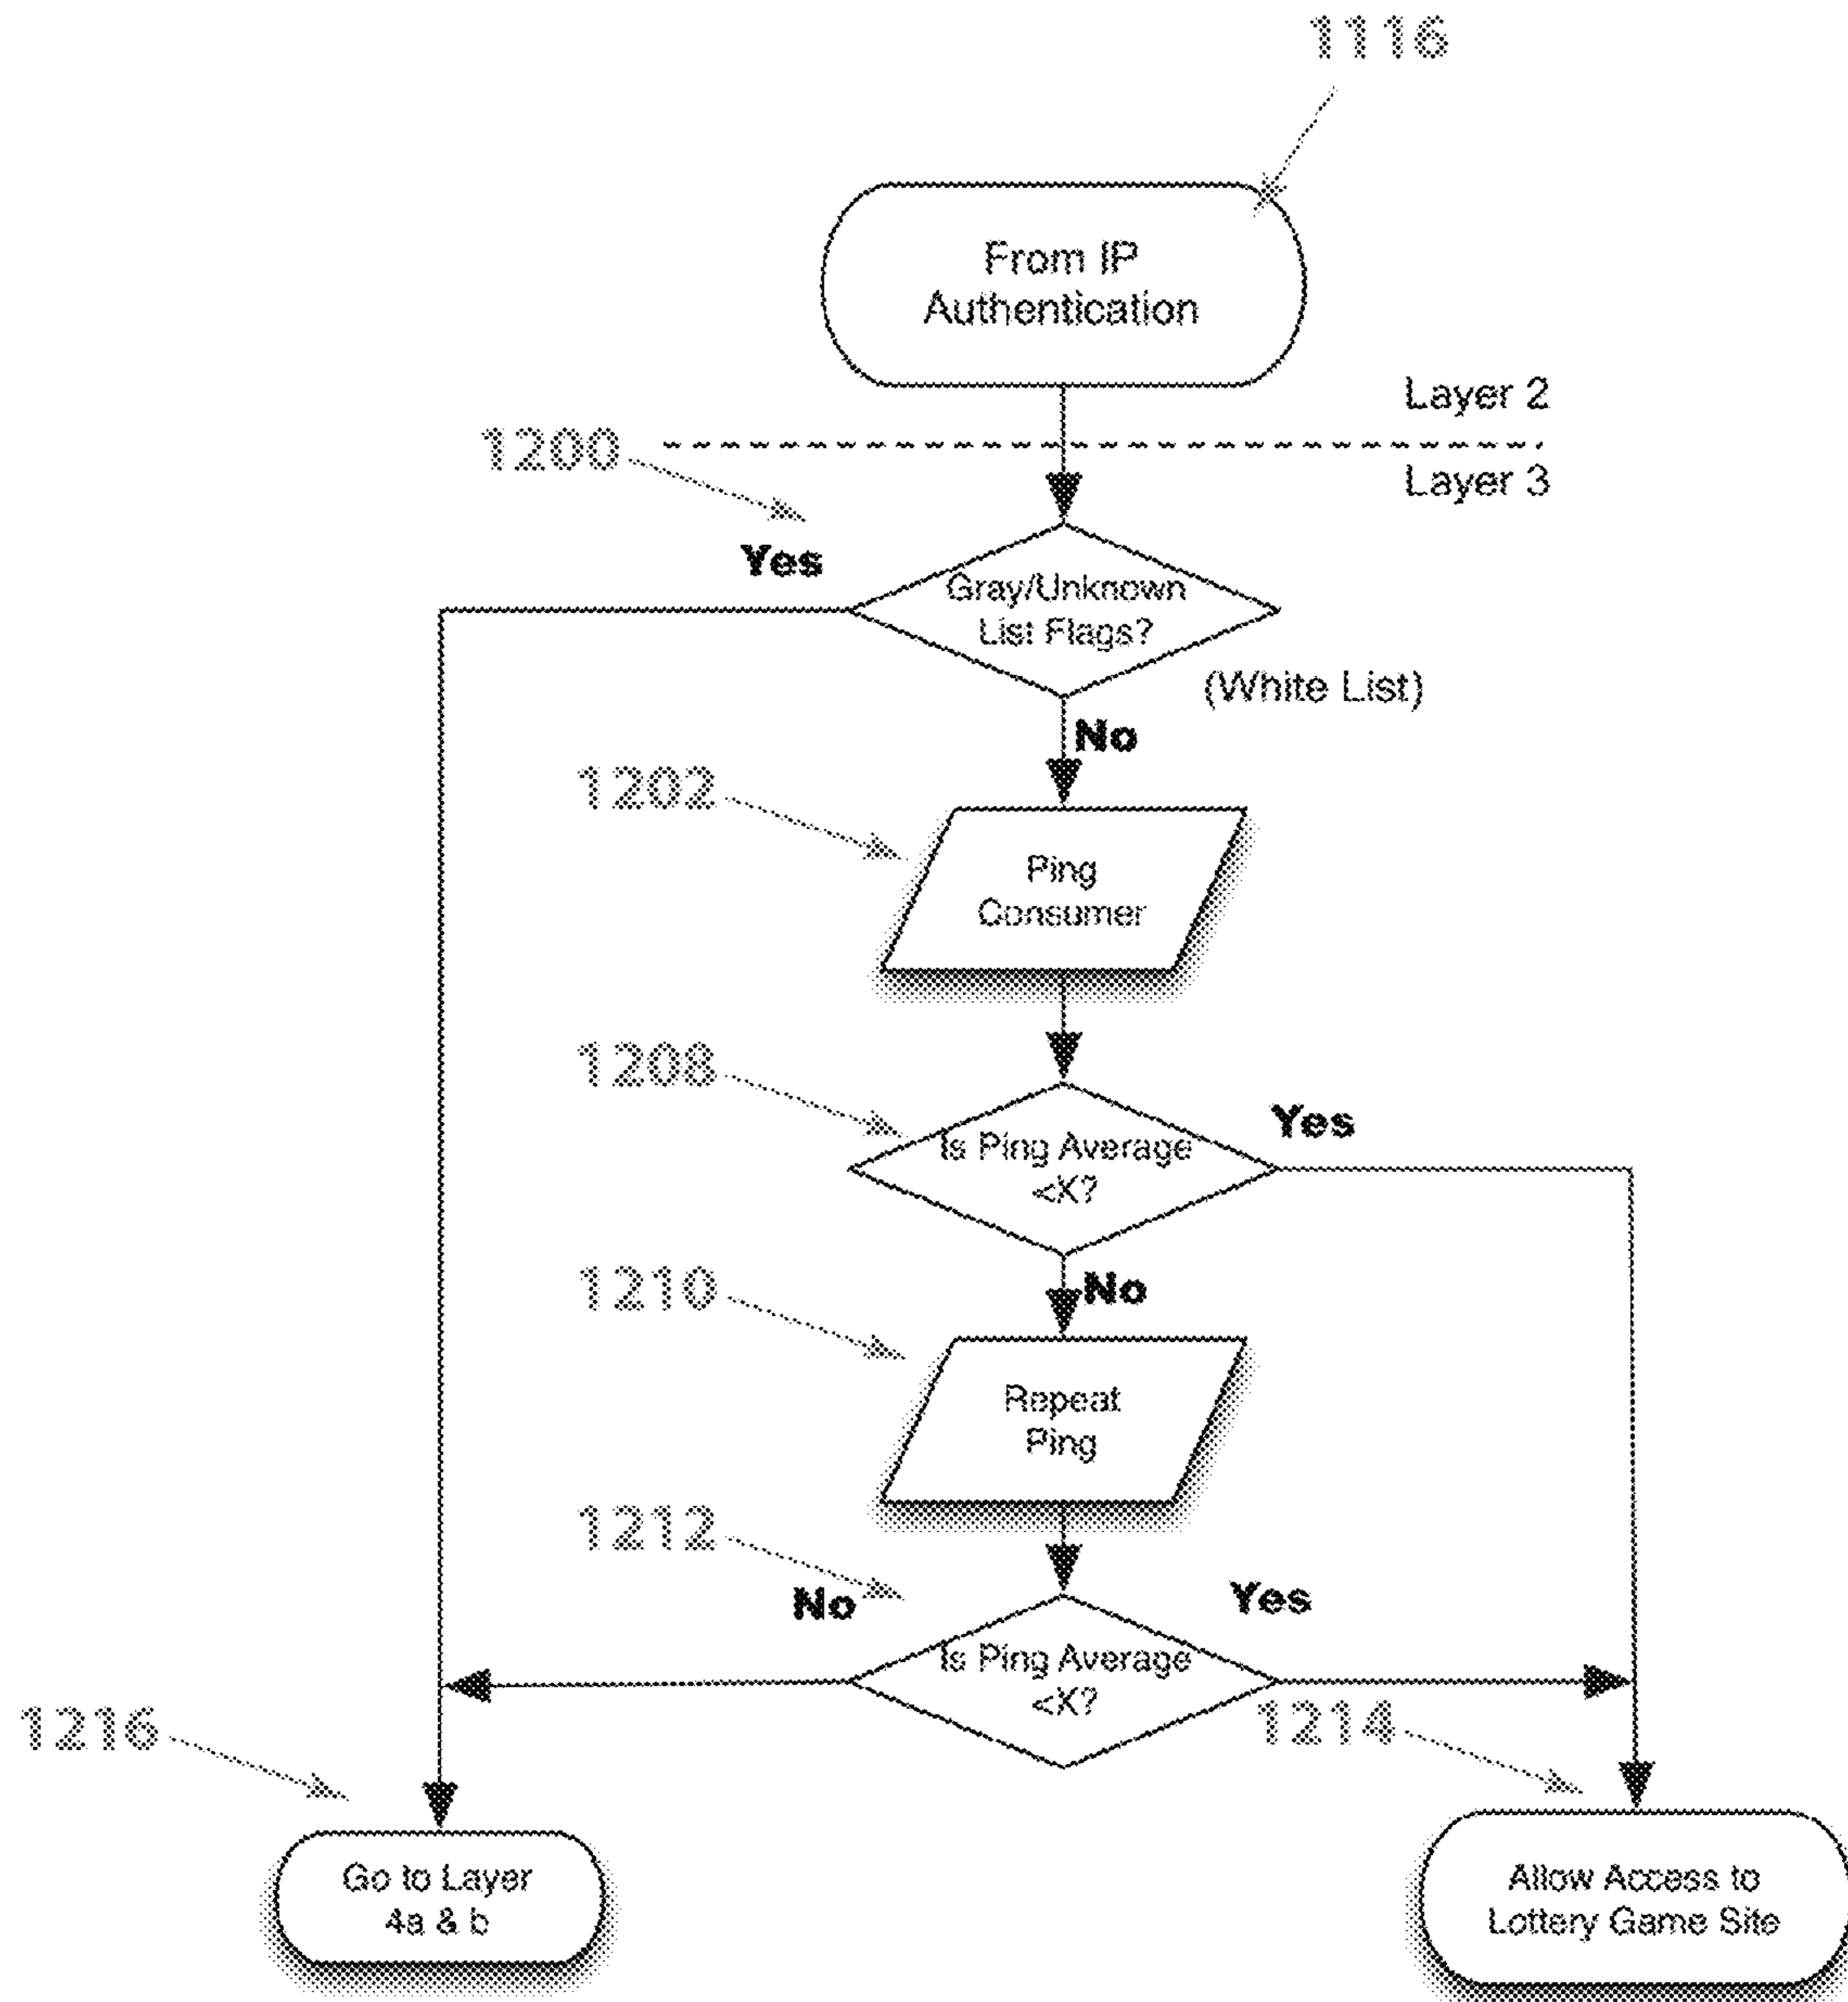 1116
From IP
Authentication
Layer 2
1200
Layer 3
Yes
Gray/Unknown
List Flags?
(White List)
No
1202
Ping
Consumer
1208
Is Ping Average
<X?
Yes
1210
No
Repeat
Ping
1212
No
Yes
Is Ping Average
<X?
1216
1214
Go to Layer
4a & b
Allow Access to
Lottery Game Site